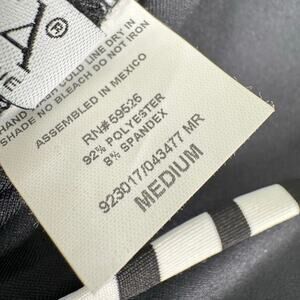 A®
HAND WASH COLD LINE DRY IN
SHADE NO BLEACH DO NOT IRON
ASSEMBLED IN MEXICO
RN#59526
92% POLYESTER
8% SPANDEX
923017/043477 MR
MEDIUM